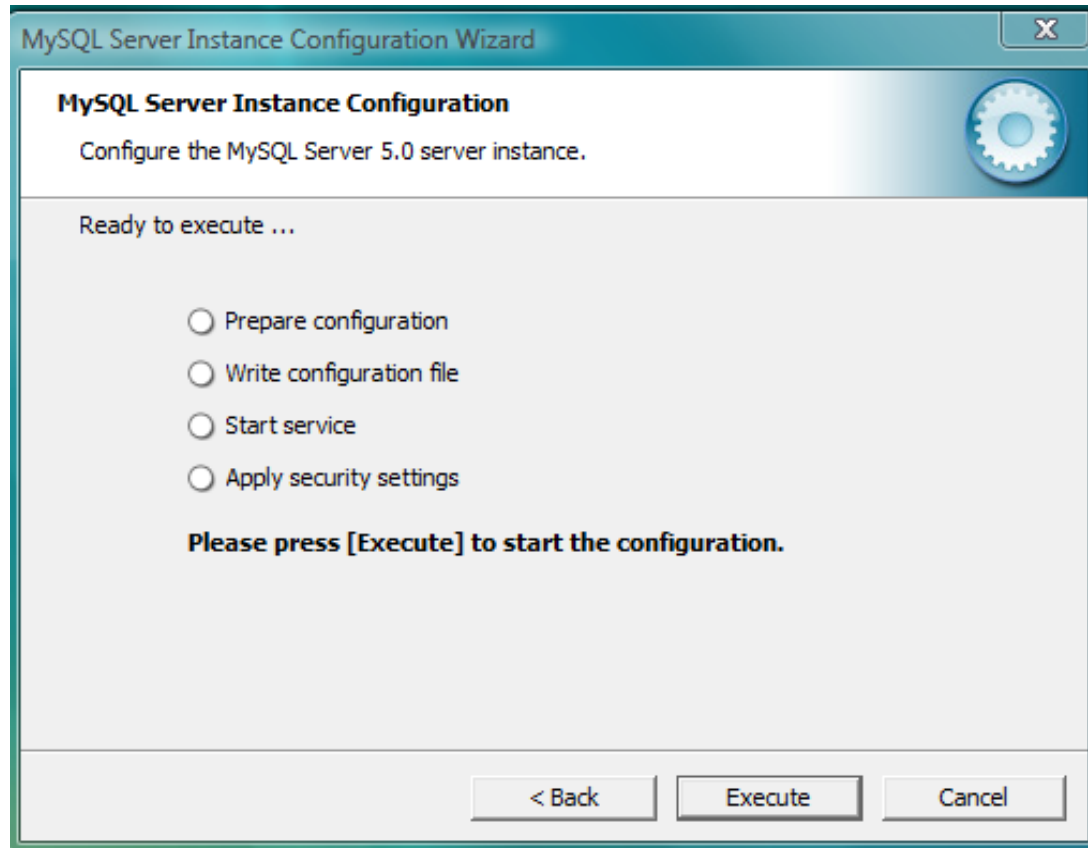 MySQL Server Instance Configuration Wizard
MySQL Server Instance Configuration
Configure the MySQL Server 5.0 server instance.
Ready to execute ...
Prepare configuration
Write configuration file
Start service
Apply security settings
Please press [Execute] to start the configuration.
< Back Execute Cancel